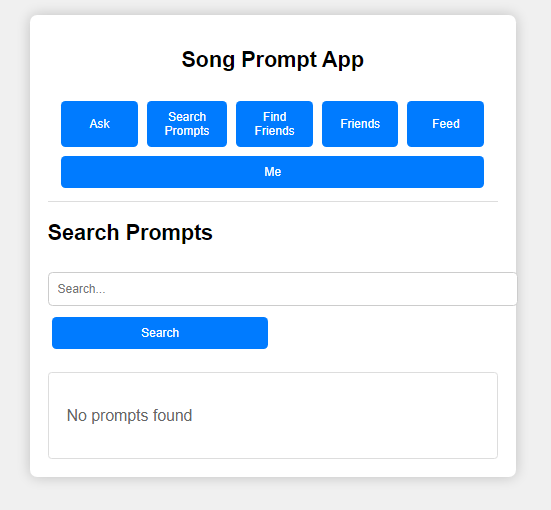 Song Prompt App
Ask
Search
Prompts
Find
Friends
Friends
Feed
Me
Search Prompts
Search...
Search
No prompts found